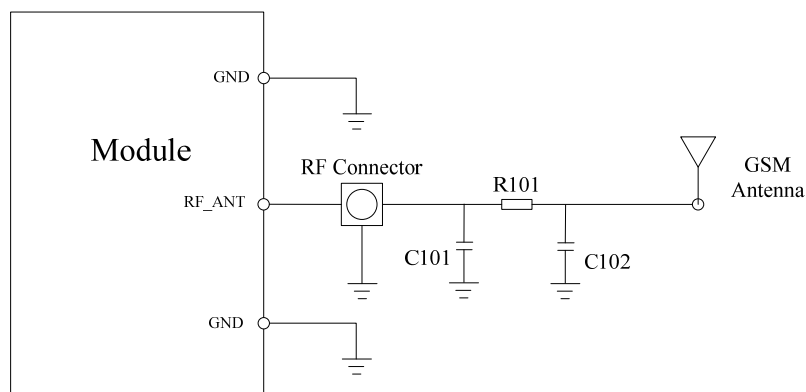 GND
Module
RF Connector
GSM
Antenna
R101
RF_ANT
C101
C102
GND